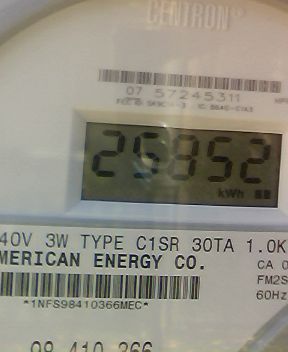 CENTRON
07 57245311
25852
kWh
40V 3W TYPE C1SR 30TA 1.0K
MERICAN ENERGY CO.
CA 0
FM2S
*1NFS98410366MEC*
60Hz
98 410 366